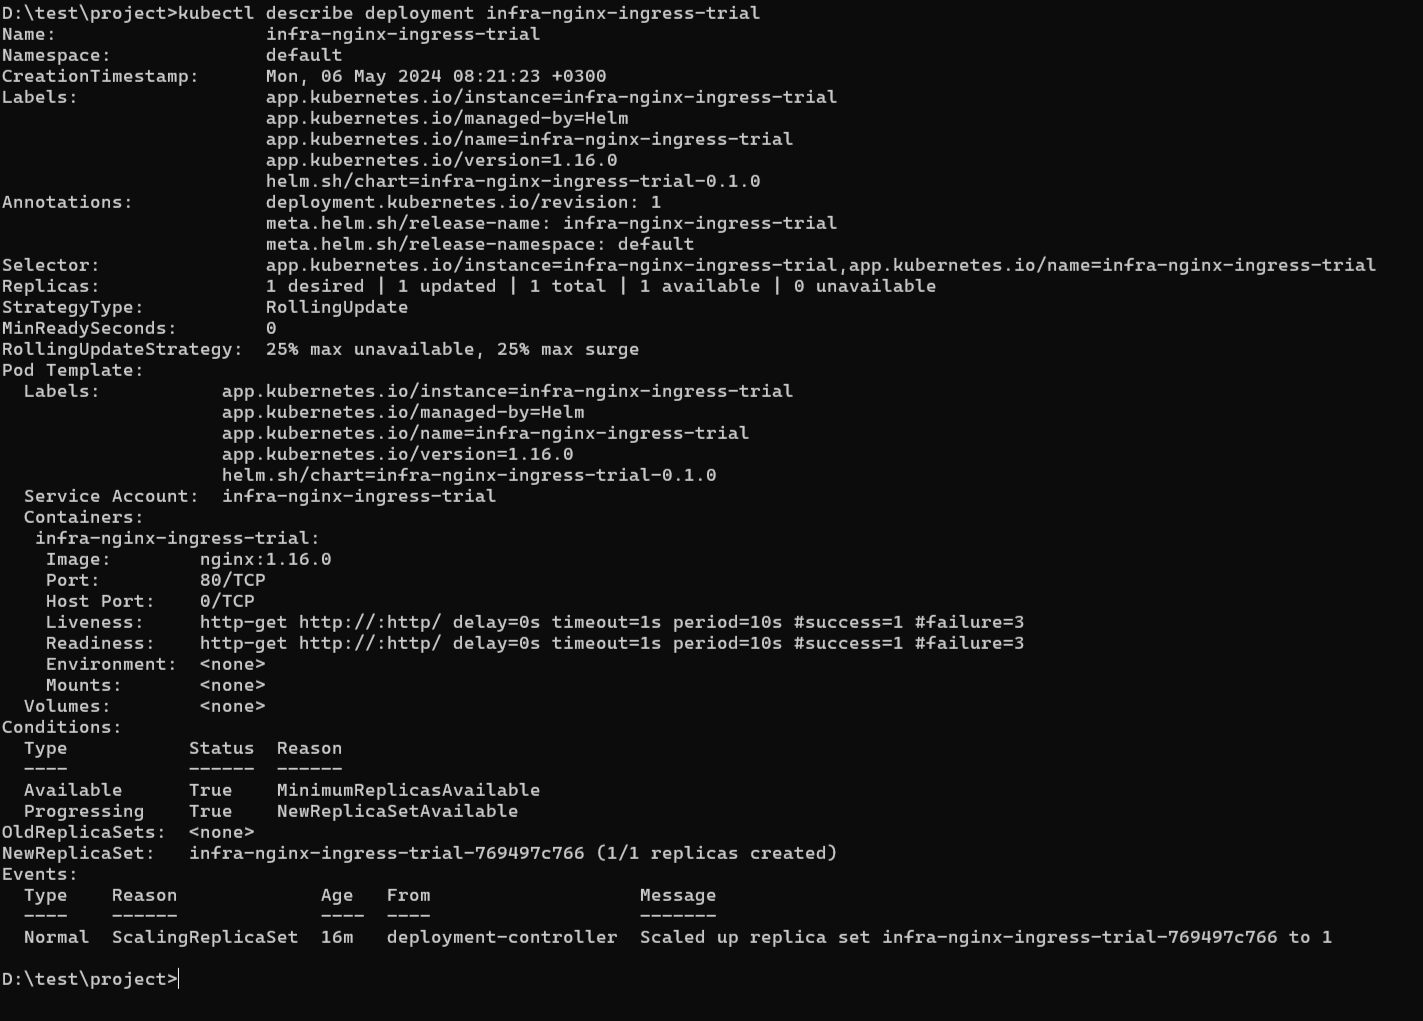 D:\test\project>kubectl describe deployment infra-nginx-ingress-trial
Name:                   infra-nginx-ingress-trial
Namespace:              default
CreationTimestamp:      Mon, 06 May 2024 08:21:23 +0300
Labels:                 app.kubernetes.io/instance=infra-nginx-ingress-trial
                        app.kubernetes.io/managed-by=Helm
                        app.kubernetes.io/name=infra-nginx-ingress-trial
                        app.kubernetes.io/version=1.16.0
                        helm.sh/chart=infra-nginx-ingress-trial-0.1.0
Annotations:            deployment.kubernetes.io/revision: 1
                        meta.helm.sh/release-name: infra-nginx-ingress-trial
                        meta.helm.sh/release-namespace: default
Selector:               app.kubernetes.io/instance=infra-nginx-ingress-trial,app.kubernetes.io/name=infra-nginx-ingress-trial
Replicas:               1 desired | 1 updated | 1 total | 1 available | 0 unavailable
StrategyType:           RollingUpdate
MinReadySeconds:        0
RollingUpdateStrategy:  25% max unavailable, 25% max surge
Pod Template:
  Labels:           app.kubernetes.io/instance=infra-nginx-ingress-trial
                    app.kubernetes.io/managed-by=Helm
                    app.kubernetes.io/name=infra-nginx-ingress-trial
                    app.kubernetes.io/version=1.16.0
                    helm.sh/chart=infra-nginx-ingress-trial-0.1.0
  Service Account:  infra-nginx-ingress-trial
  Containers:
   infra-nginx-ingress-trial:
    Image:        nginx:1.16.0
    Port:         80/TCP
    Host Port:    0/TCP
    Liveness:     http-get http://:http/ delay=0s timeout=1s period=10s #success=1 #failure=3
    Readiness:    http-get http://:http/ delay=0s timeout=1s period=10s #success=1 #failure=3
    Environment:  <none>
    Mounts:       <none>
  Volumes:        <none>
Conditions:
  Type           Status  Reason
  ----           ------  ------
  Available      True    MinimumReplicasAvailable
  Progressing    True    NewReplicaSetAvailable
OldReplicaSets:  <none>
NewReplicaSet:   infra-nginx-ingress-trial-769497c766 (1/1 replicas created)
Events:
  Type    Reason             Age   From                   Message
  ----    ------             ----  ----                   -------
  Normal  ScalingReplicaSet  16m   deployment-controller  Scaled up replica set infra-nginx-ingress-trial-769497c766 to 1
D:\test\project>